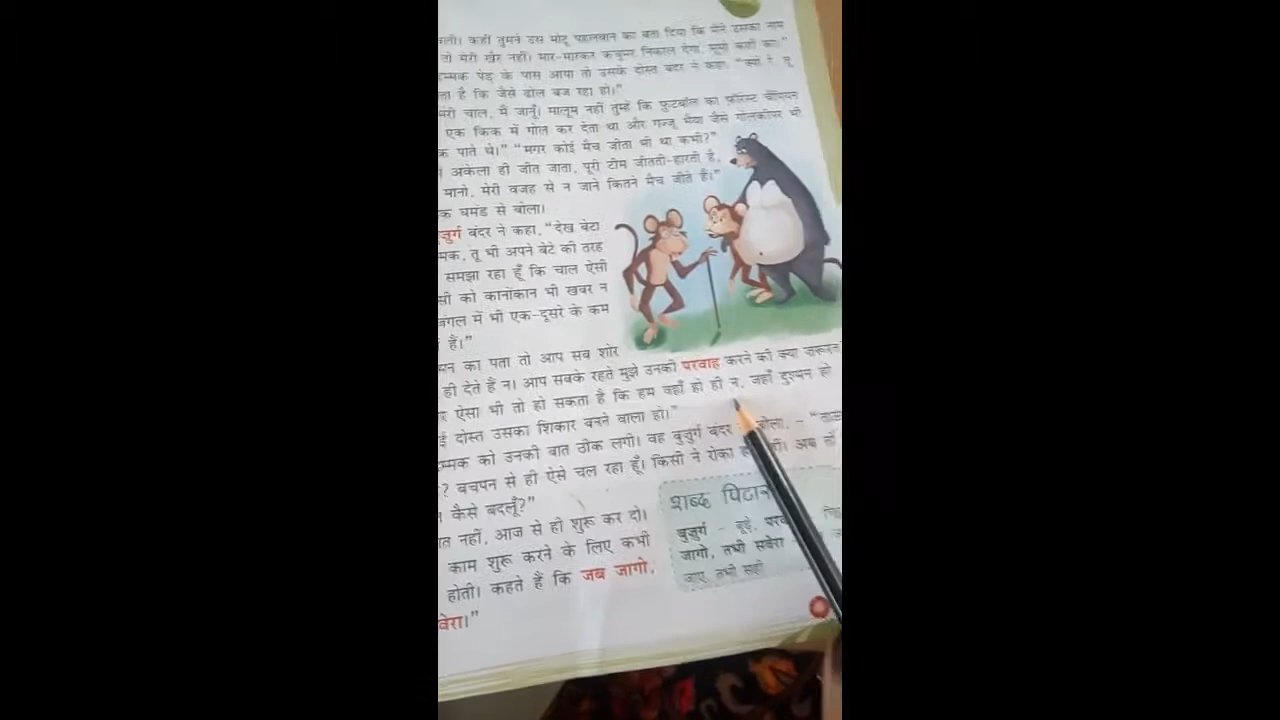 कहीं तुमने उस मोटू पहलवान को बता दिया कि मैंने उसका नाम
तो मेरी खैर नहीं। मार-मारकर कचूमर निकाल देगा, मूर्ख कहीं का।”
म्मक पेड़ के पास आया तो उसके दोस्त बंदर ने कहा, “क्यों रे तू
ता है कि जैसे ढोल बज रहा हो।”
मेरी चाल, मैं जानूँ। मालूम नहीं तुम्हें कि फुटबॉल का फॉरेस्ट चैंपियन
एक किक में गोल कर देता था और गज्जू भैया जैसे गोलकीपर भी
क पाते थे।” “मगर कोई मैच जीता भी था कभी?”
अकेला ही जीत जाता, पूरी टीम जीतती-हारती है,
मानो, मेरी वजह से न जाने कितने मैच जीते हैं।”
क घमंड से बोला।
जुर्ग बंदर ने कहा, “देख बेटा
मक, तू भी अपने बेटे की तरह
समझा रहा हूँ कि चाल ऐसी
सी को कानोंकान भी खबर न
जंगल में भी एक-दूसरे के कम
हैं।”
मन का पता तो आप सब शोर
ही देते हैं न। आप सबके रहते मुझे उनकी परवाह करने की क्या ज़रूरत
ऐसा भी तो हो सकता है कि हम वहाँ हो ही न, जहाँ दुश्मन हो
दोस्त उसका शिकार बनने वाला हो।”
म्मक को उनकी बात ठीक लगी। वह बुजुर्ग बंदर बोला, –
? बचपन से ही ऐसे चल रहा हूँ। किसी ने रोका ही नहीं। अब तो
कैसे बदलूँ?”
त नहीं, आज से ही शुरू कर दो।
काम शुरू करने के लिए कभी
होती। कहते हैं कि जब जागो,
वेरा।”
शब्द पिटारा
बुजुर्ग – बूढ़े,
जागो, तभी सवेरा –
जाए, तभी सही